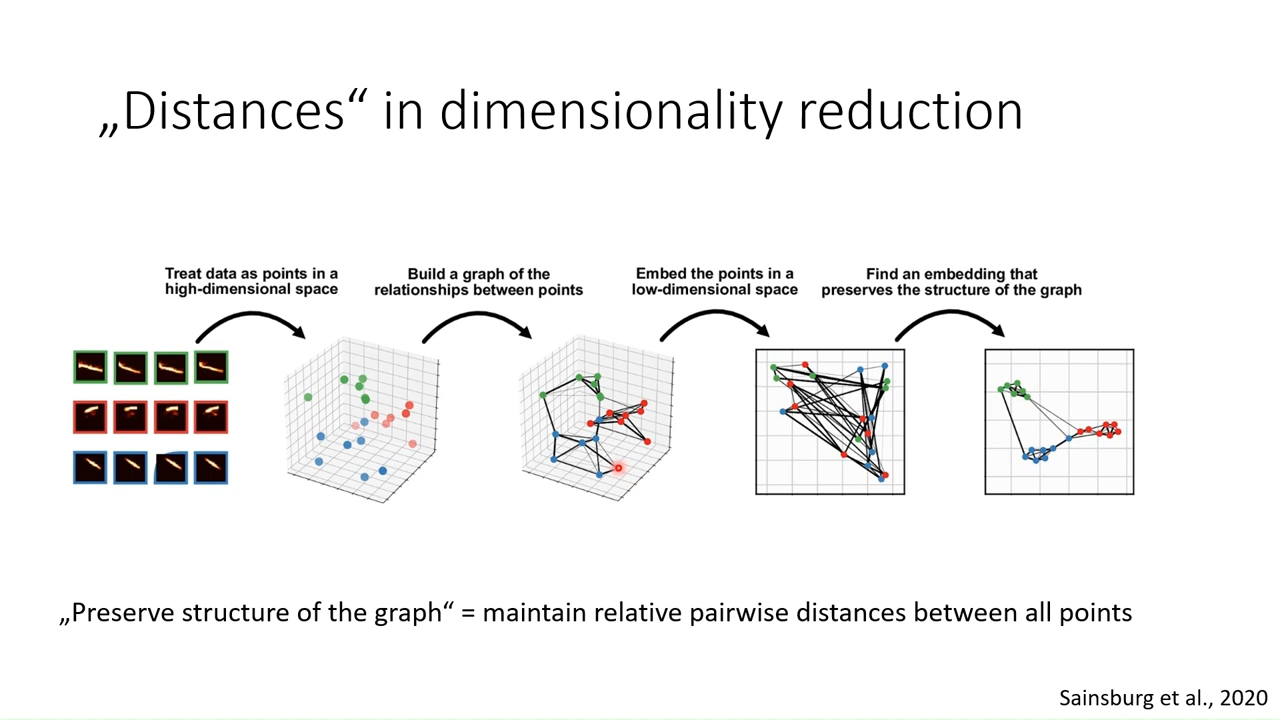 „Distances“ in dimensionality reduction
Treat data as points in a
high-dimensional space
Build a graph of the
relationships between points
Embed the points in a
low-dimensional space
Find an embedding that
preserves the structure of the graph
„Preserve structure of the graph“ = maintain relative pairwise distances between all points
Sainsburg et al., 2020